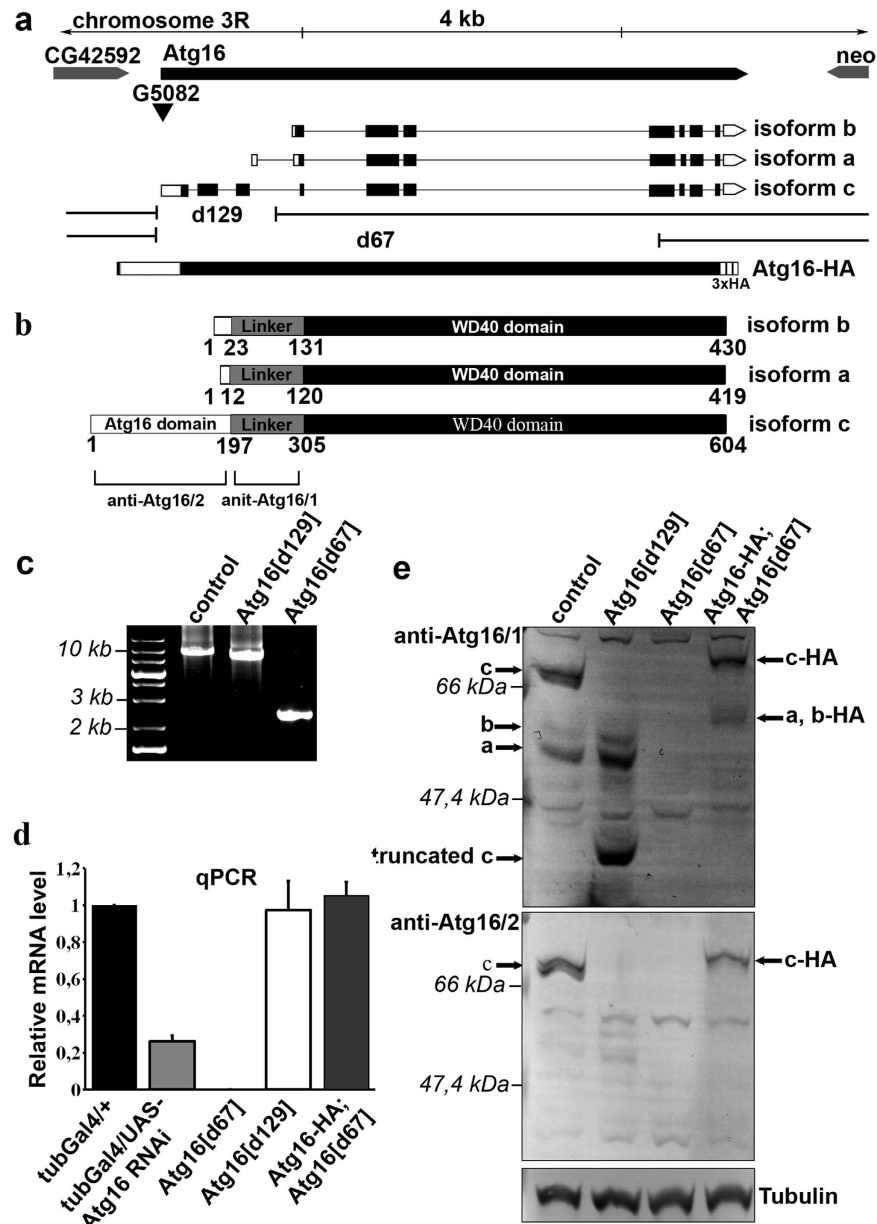 a
chromosome 3R
4 kb
CG42592
Atg16
neo
G5082
isoform b
isoform a
isoform c
d129
d67
Atg16-HA
3xHA
b
Linker WD40 domain isoform b
1 23 131 430
Linker WD40 domain isoform a
1 12 120 419
Atg16 domain Linker WD40 domain isoform c
1 197 305 604
anti-Atg16/2 anit-Atg16/1
c
control
Atg16[d129]
Atg16[d67]
10 kb
3 kb
2 kb
d
qPCR
Relative mRNA level
1,2
1
0,8
0,6
0,4
0,2
0
tubGal4/+
tubGal4/UAS-
Atg16 RNAi
Atg16[d67]
Atg16[d129]
Atg16-HA;
Atg16[d67]
e
control
Atg16[d129]
Atg16[d67]
Atg16-HA;
Atg16[d67]
anti-Atg16/1
c
66 kDa
b
a
47,4 kDa
truncated c
c-HA
a, b-HA
anti-Atg16/2
c
66 kDa
47,4 kDa
c-HA
Tubulin